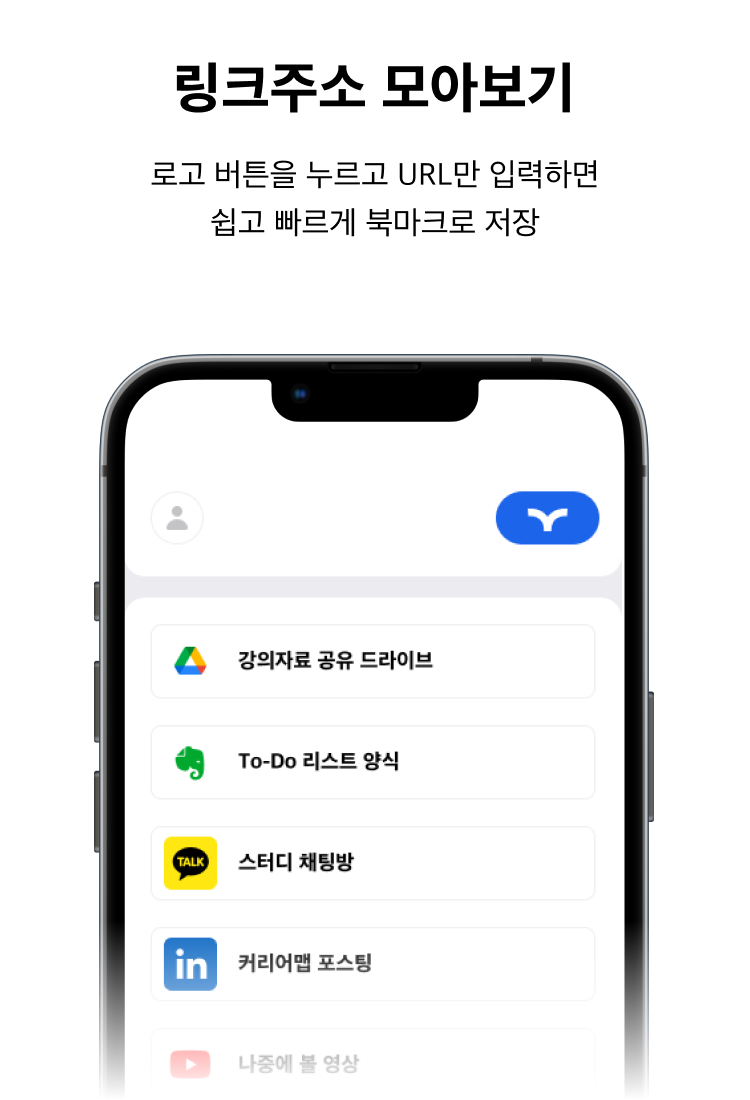 링크주소 모아보기
로고 버튼을 누르고 URL만 입력하면
쉽고 빠르게 북마크로 저장
강의자료 공유 드라이브
To-Do 리스트 양식
TALK
스터디 채팅방
in
커리어맵 포스팅
나중에 볼 영상